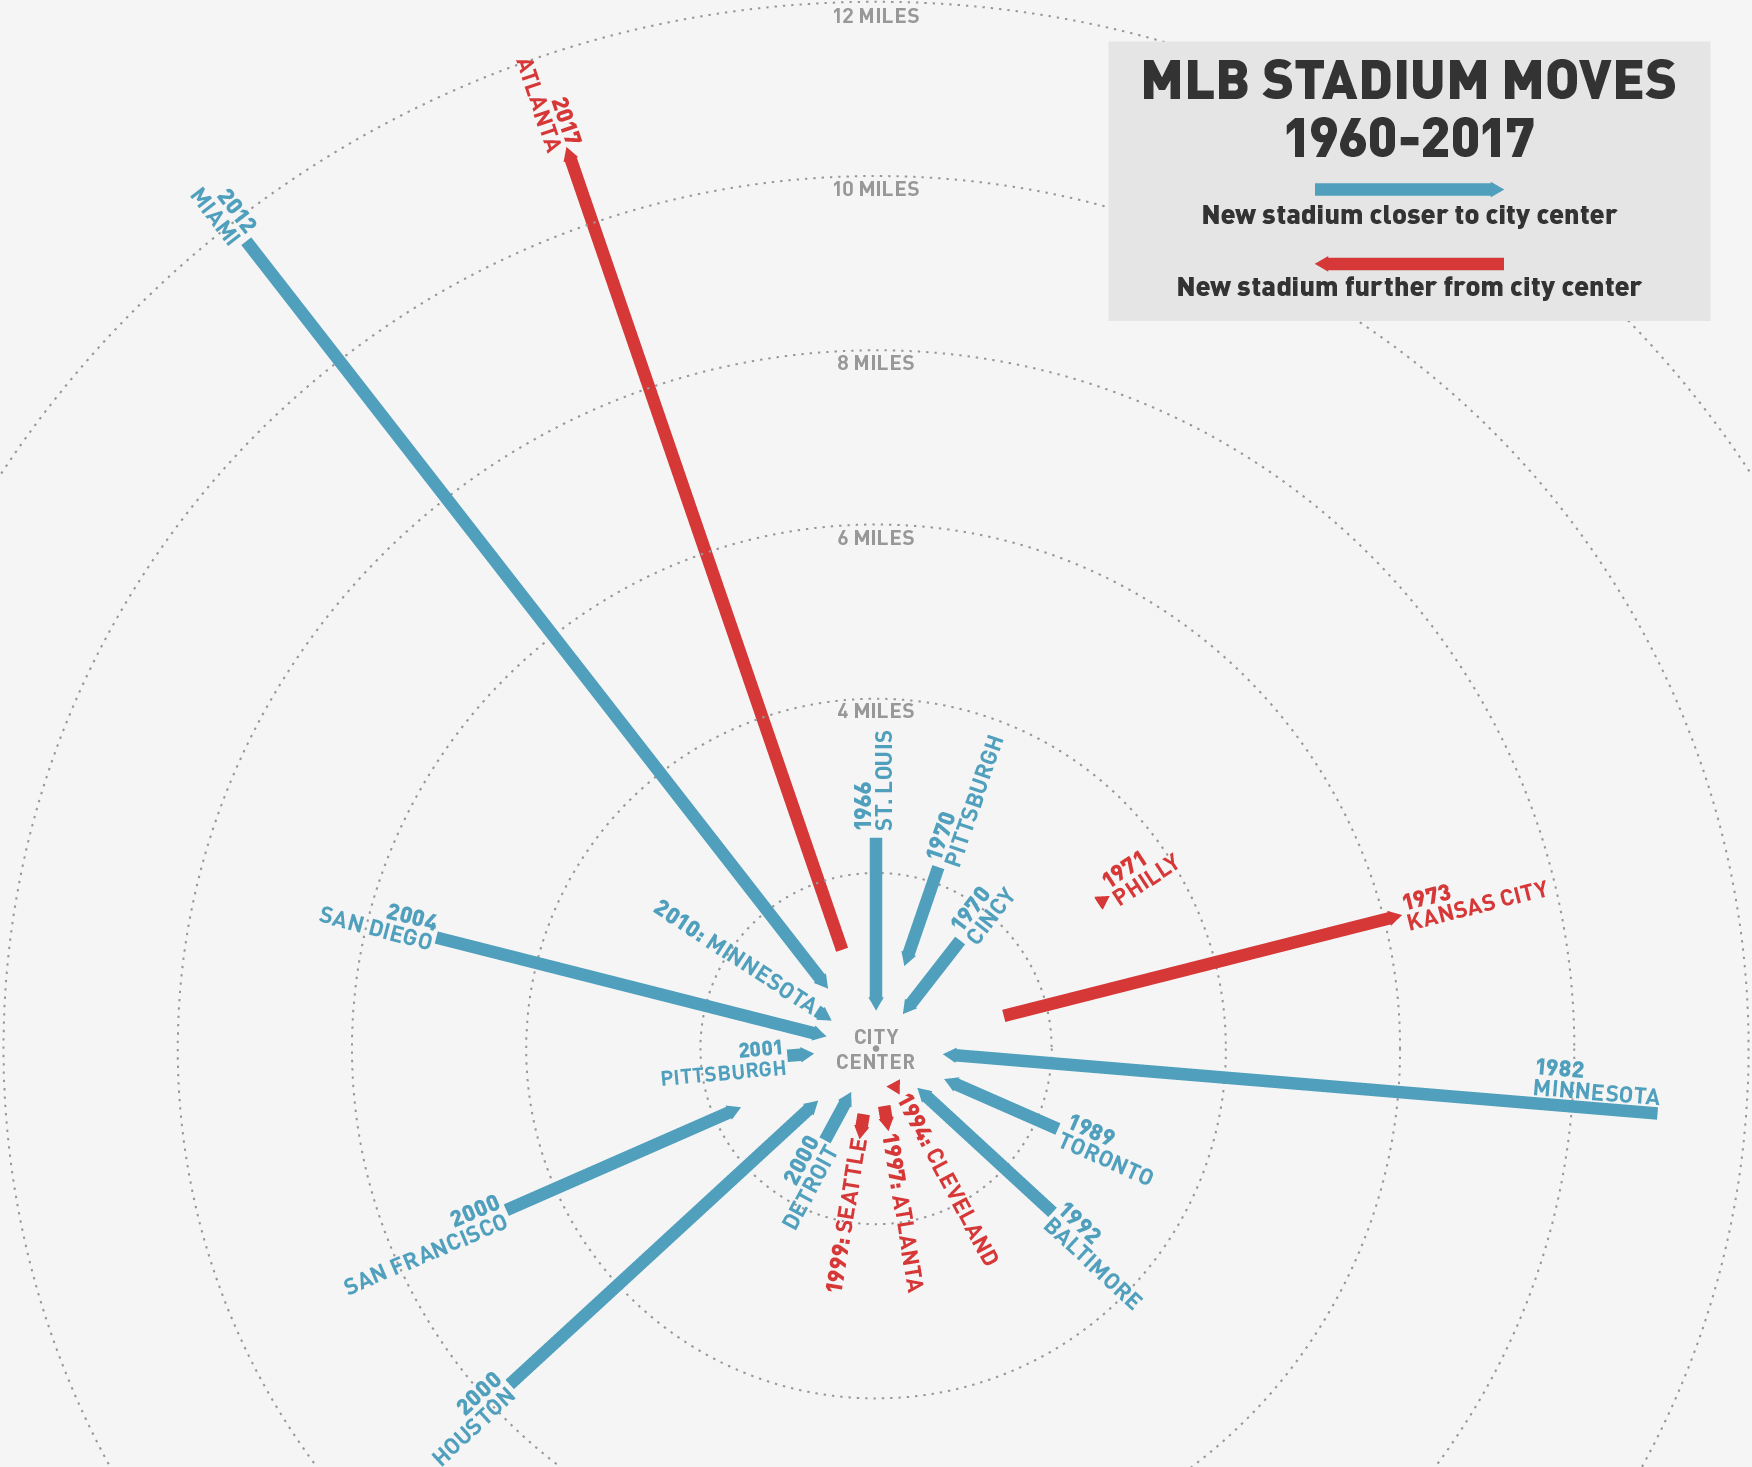 12 MILES
MLB STADIUM MOVES
1960-2017
New stadium closer to city center
New stadium further from city center
2017
ATLANTA
10 MILES
2012
MIAMI
8 MILES
6 MILES
4 MILES
1966
ST. LOUIS
1970
PITTSBURGH
1970
CINCY
1971
PHILLY
1973
KANSAS CITY
2004
SAN DIEGO
2010: MINNESOTA
CITY
CENTER
2001
PITTSBURGH
1982
MINNESOTA
1989
TORONTO
1992
BALTIMORE
1994: CLEVELAND
1997: ATLANTA
1999: SEATTLE
2000
DETROIT
2000
SAN FRANCISCO
2000
HOUSTON